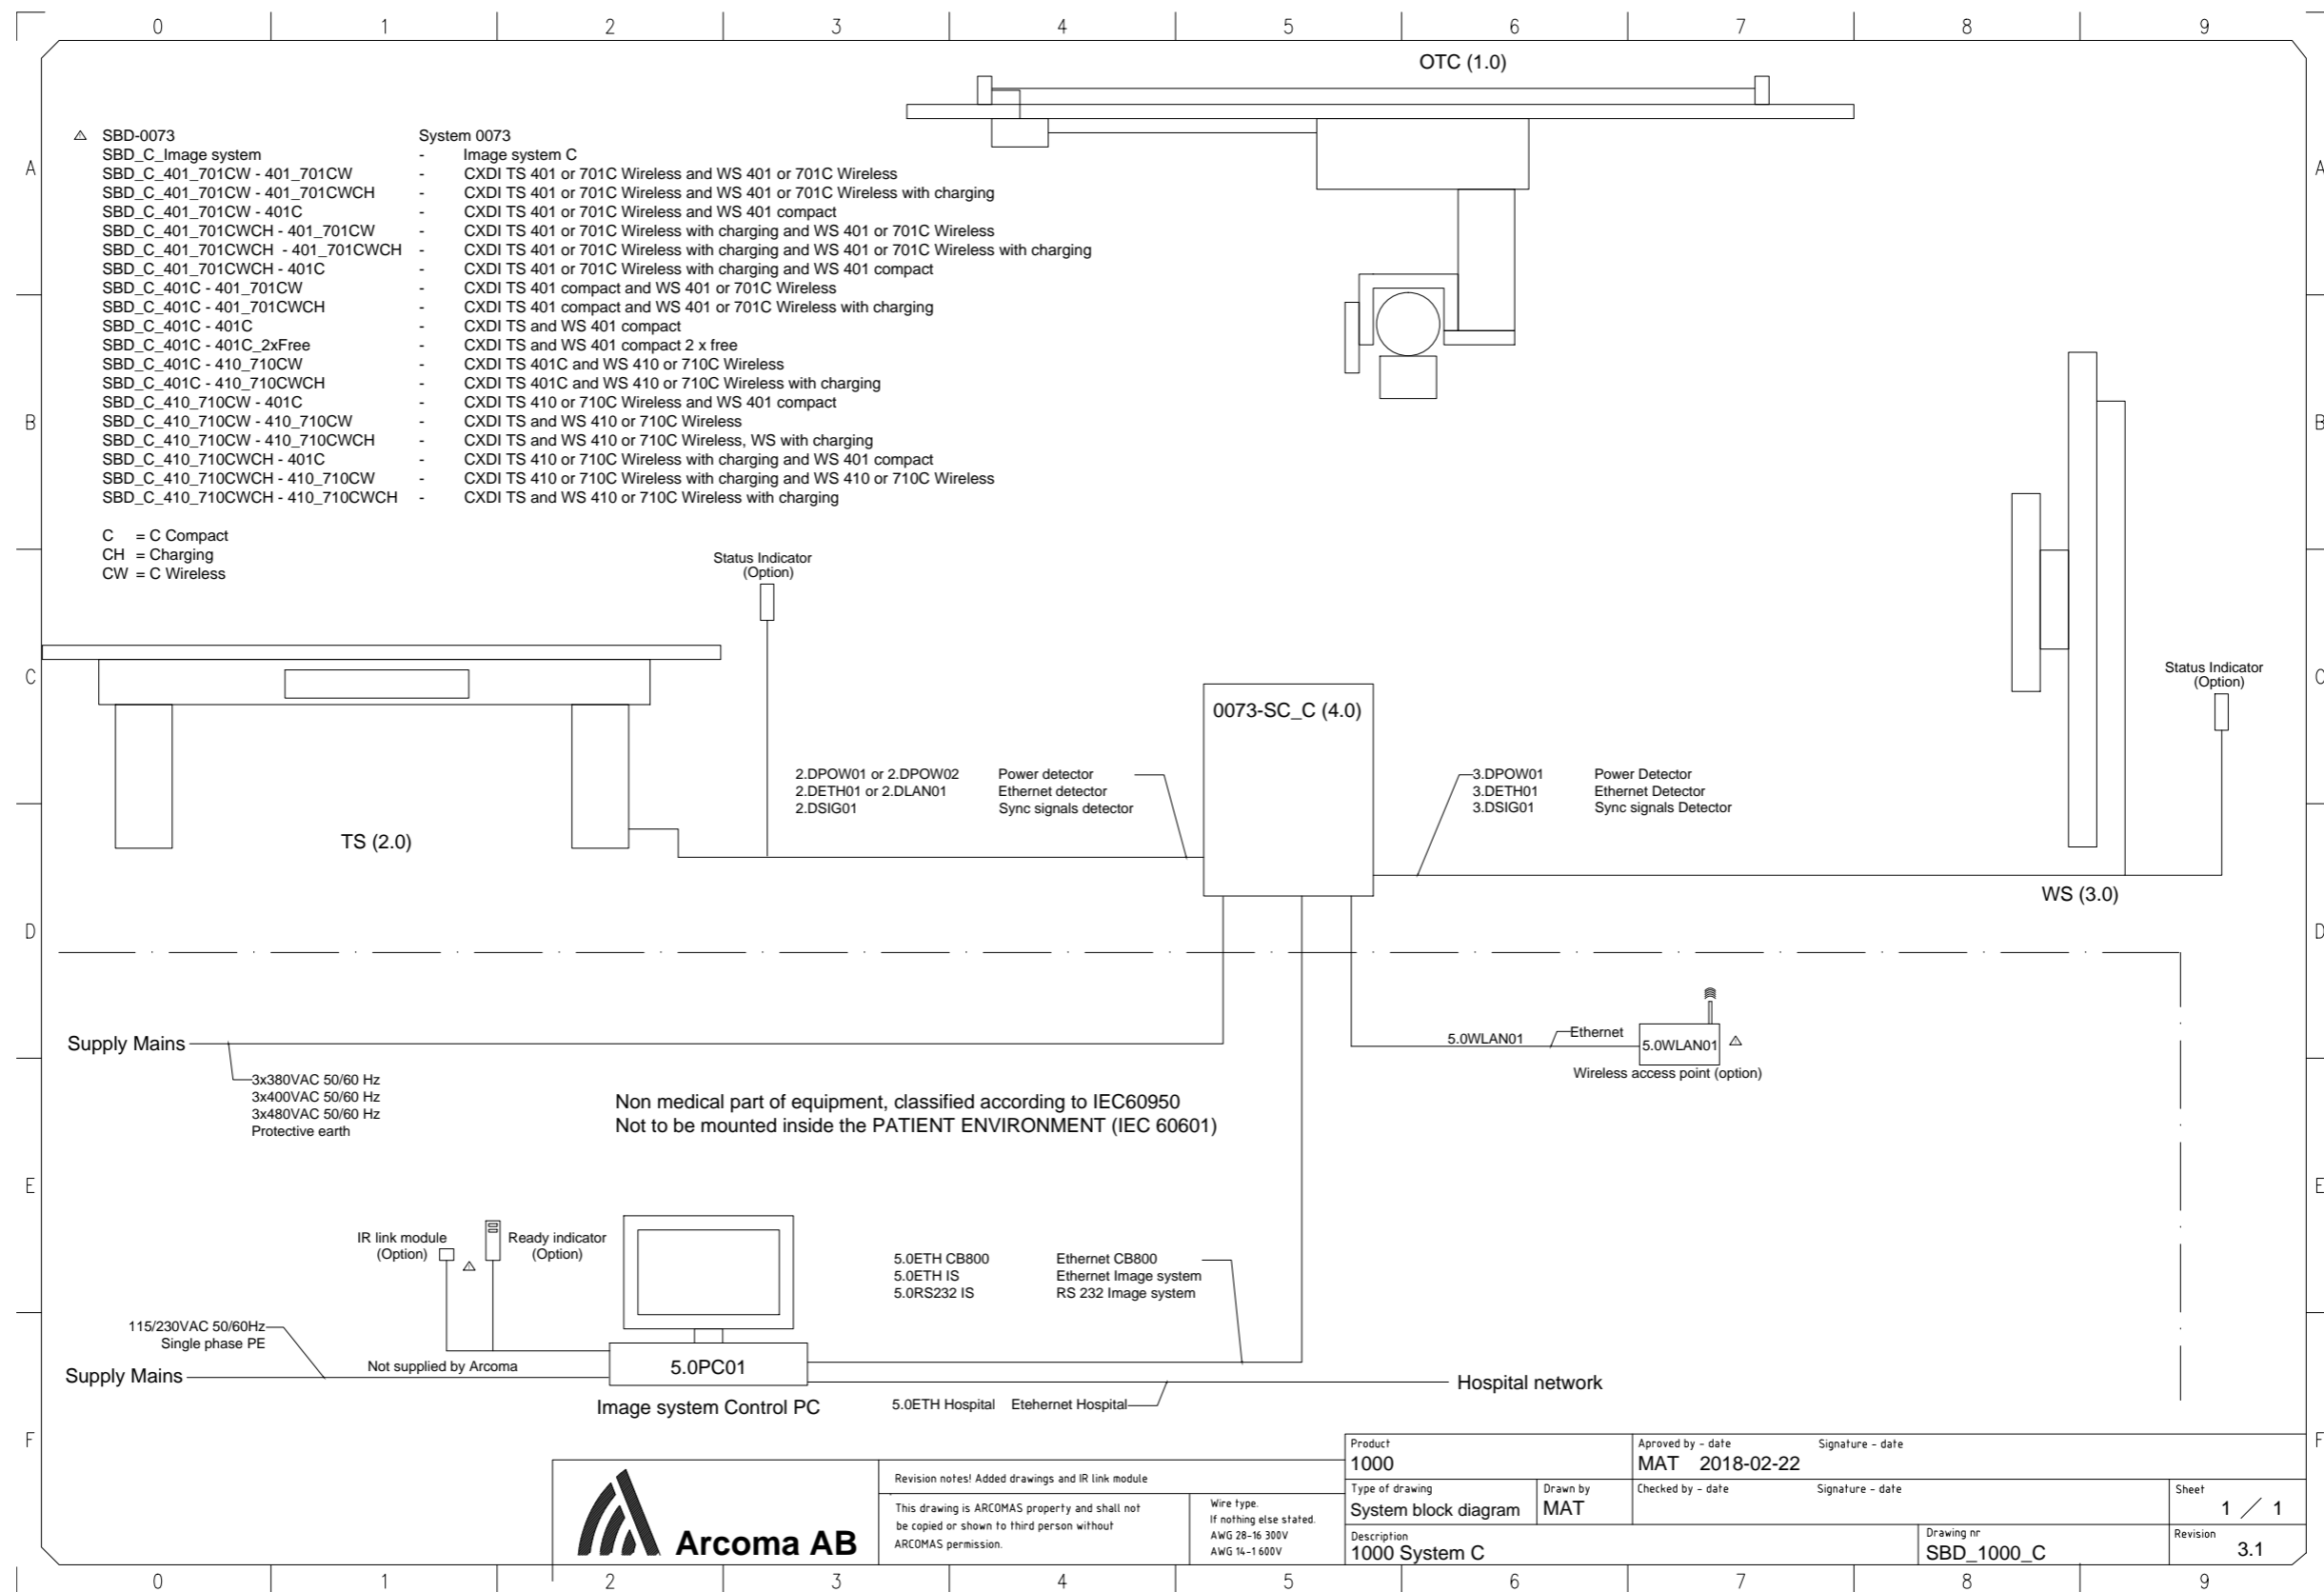 0 1 2 3 4 5 6 7 8 9
OTC (1.0)
SBD-0073 System 0073
SBD_C_Image system - Image system C
SBD_C_401_701CW - 401_701CW - CXDI TS 401 or 701C Wireless and WS 401 or 701C Wireless
SBD_C_401_701CW - 401_701CWCH - CXDI TS 401 or 701C Wireless and WS 401 or 701C Wireless with charging
SBD_C_401_701CW - 401C - CXDI TS 401 or 701C Wireless and WS 401 compact
SBD_C_401_701CWCH - 401_701CW - CXDI TS 401 or 701C Wireless with charging and WS 401 or 701C Wireless
SBD_C_401_701CWCH - 401_701CWCH - CXDI TS 401 or 701C Wireless with charging and WS 401 or 701C Wireless with charging
SBD_C_401_701CWCH - 401C - CXDI TS 401 or 701C Wireless with charging and WS 401 compact
SBD_C_401C - 401_701CW - CXDI TS 401 compact and WS 401 or 701C Wireless
SBD_C_401C - 401_701CWCH - CXDI TS 401 compact and WS 401 or 701C Wireless with charging
SBD_C_401C - 401C - CXDI TS and WS 401 compact
SBD_C_401C - 401C_2xFree - CXDI TS and WS 401 compact 2 x free
SBD_C_401C - 410_710CW - CXDI TS 401C and WS 410 or 710C Wireless
SBD_C_401C - 410_710CWCH - CXDI TS 401C and WS 410 or 710C Wireless with charging
SBD_C_410_710CW - 401C - CXDI TS 410 or 710C Wireless and WS 401 compact
SBD_C_410_710CW - 410_710CW - CXDI TS and WS 410 or 710C Wireless
SBD_C_410_710CW - 410_710CWCH - CXDI TS and WS 410 or 710C Wireless, WS with charging
SBD_C_410_710CWCH - 401C - CXDI TS 410 or 710C Wireless with charging and WS 401 compact
SBD_C_410_710CWCH - 410_710CW - CXDI TS 410 or 710C Wireless with charging and WS 410 or 710C Wireless
SBD_C_410_710CWCH - 410_710CWCH - CXDI TS and WS 410 or 710C Wireless with charging
C = C Compact
CH = Charging
CW = C Wireless
A A
B B
C C
D D
E E
F F
Status Indicator
(Option)
Status Indicator
(Option)
0073-SC_C (4.0)
2.DPOW01 or 2.DPOW02 Power detector
2.DETH01 or 2.DLAN01 Ethernet detector
2.DSIG01 Sync signals detector
3.DPOW01 Power Detector
3.DETH01 Ethernet Detector
3.DSIG01 Sync signals Detector
TS (2.0)
WS (3.0)
Supply Mains
3x380VAC 50/60 Hz
3x400VAC 50/60 Hz
3x480VAC 50/60 Hz
Protective earth
5.0WLAN01 Ethernet
5.0WLAN01
Wireless access point (option)
Non medical part of equipment, classified according to IEC60950
Not to be mounted inside the PATIENT ENVIRONMENT (IEC 60601)
IR link module
(Option)
Ready indicator
(Option)
5.0ETH CB800 Ethernet CB800
5.0ETH IS Ethernet Image system
5.0RS232 IS RS 232 Image system
115/230VAC 50/60Hz
Single phase PE
Supply Mains
Not supplied by Arcoma
5.0PC01
Image system Control PC
5.0ETH Hospital Etehernet Hospital
Hospital network
Arcoma AB
Revision notes! Added drawings and IR link module
This drawing is ARCOMAS property and shall not
be copied or shown to third person without
ARCOMAS permission.
Wire type.
If nothing else stated.
AWG 28-16 300V
AWG 14-1 600V
Product
1000
Aproved by - date Signature - date
MAT 2018-02-22
Type of drawing
System block diagram
Drawn by
MAT
Checked by - date Signature - date
Sheet
1 / 1
Description
1000 System C
Drawing nr
SBD_1000_C
Revision
3.1
0 1 2 3 4 5 6 7 8 9